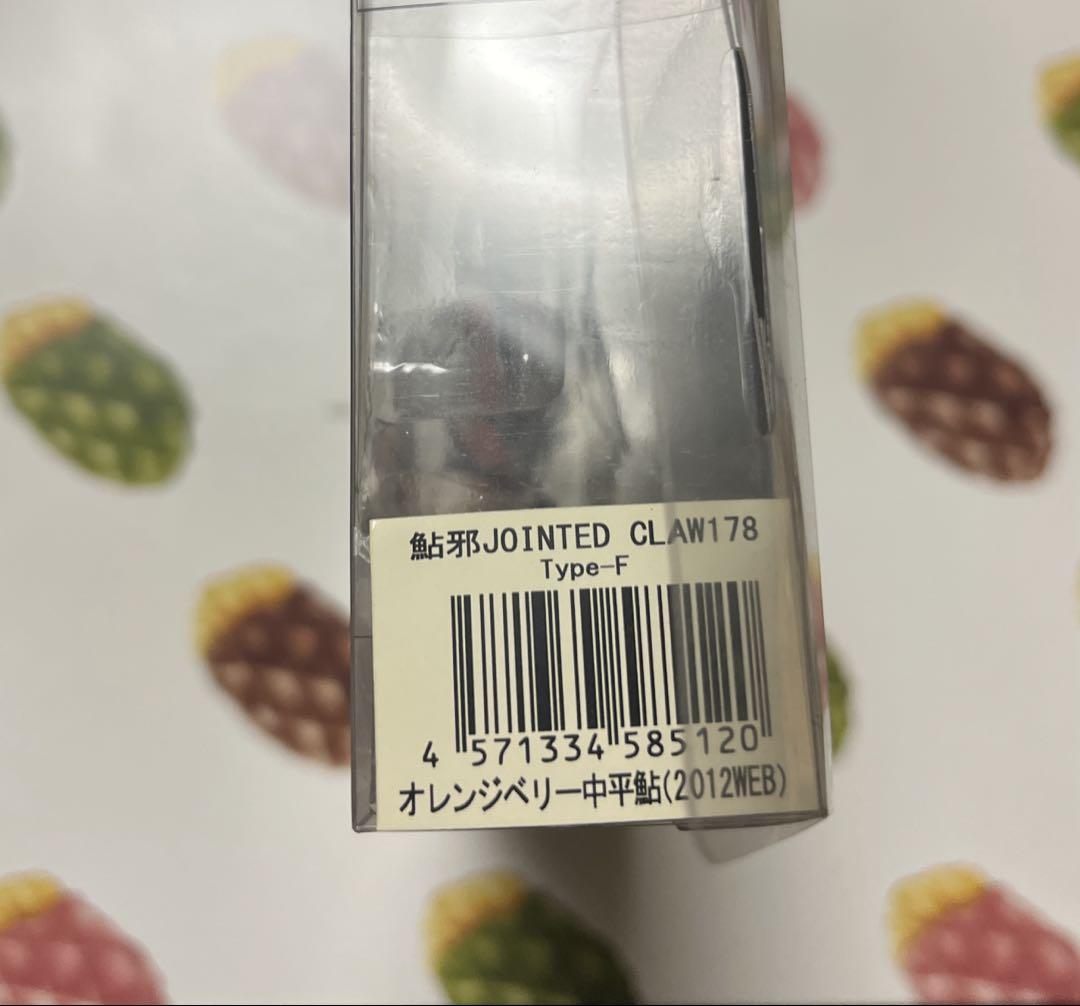 鮎邪JOINTED CLAW178
Type-F
4 571334 585120
オレンジベリー中平鮎(2012WEB)